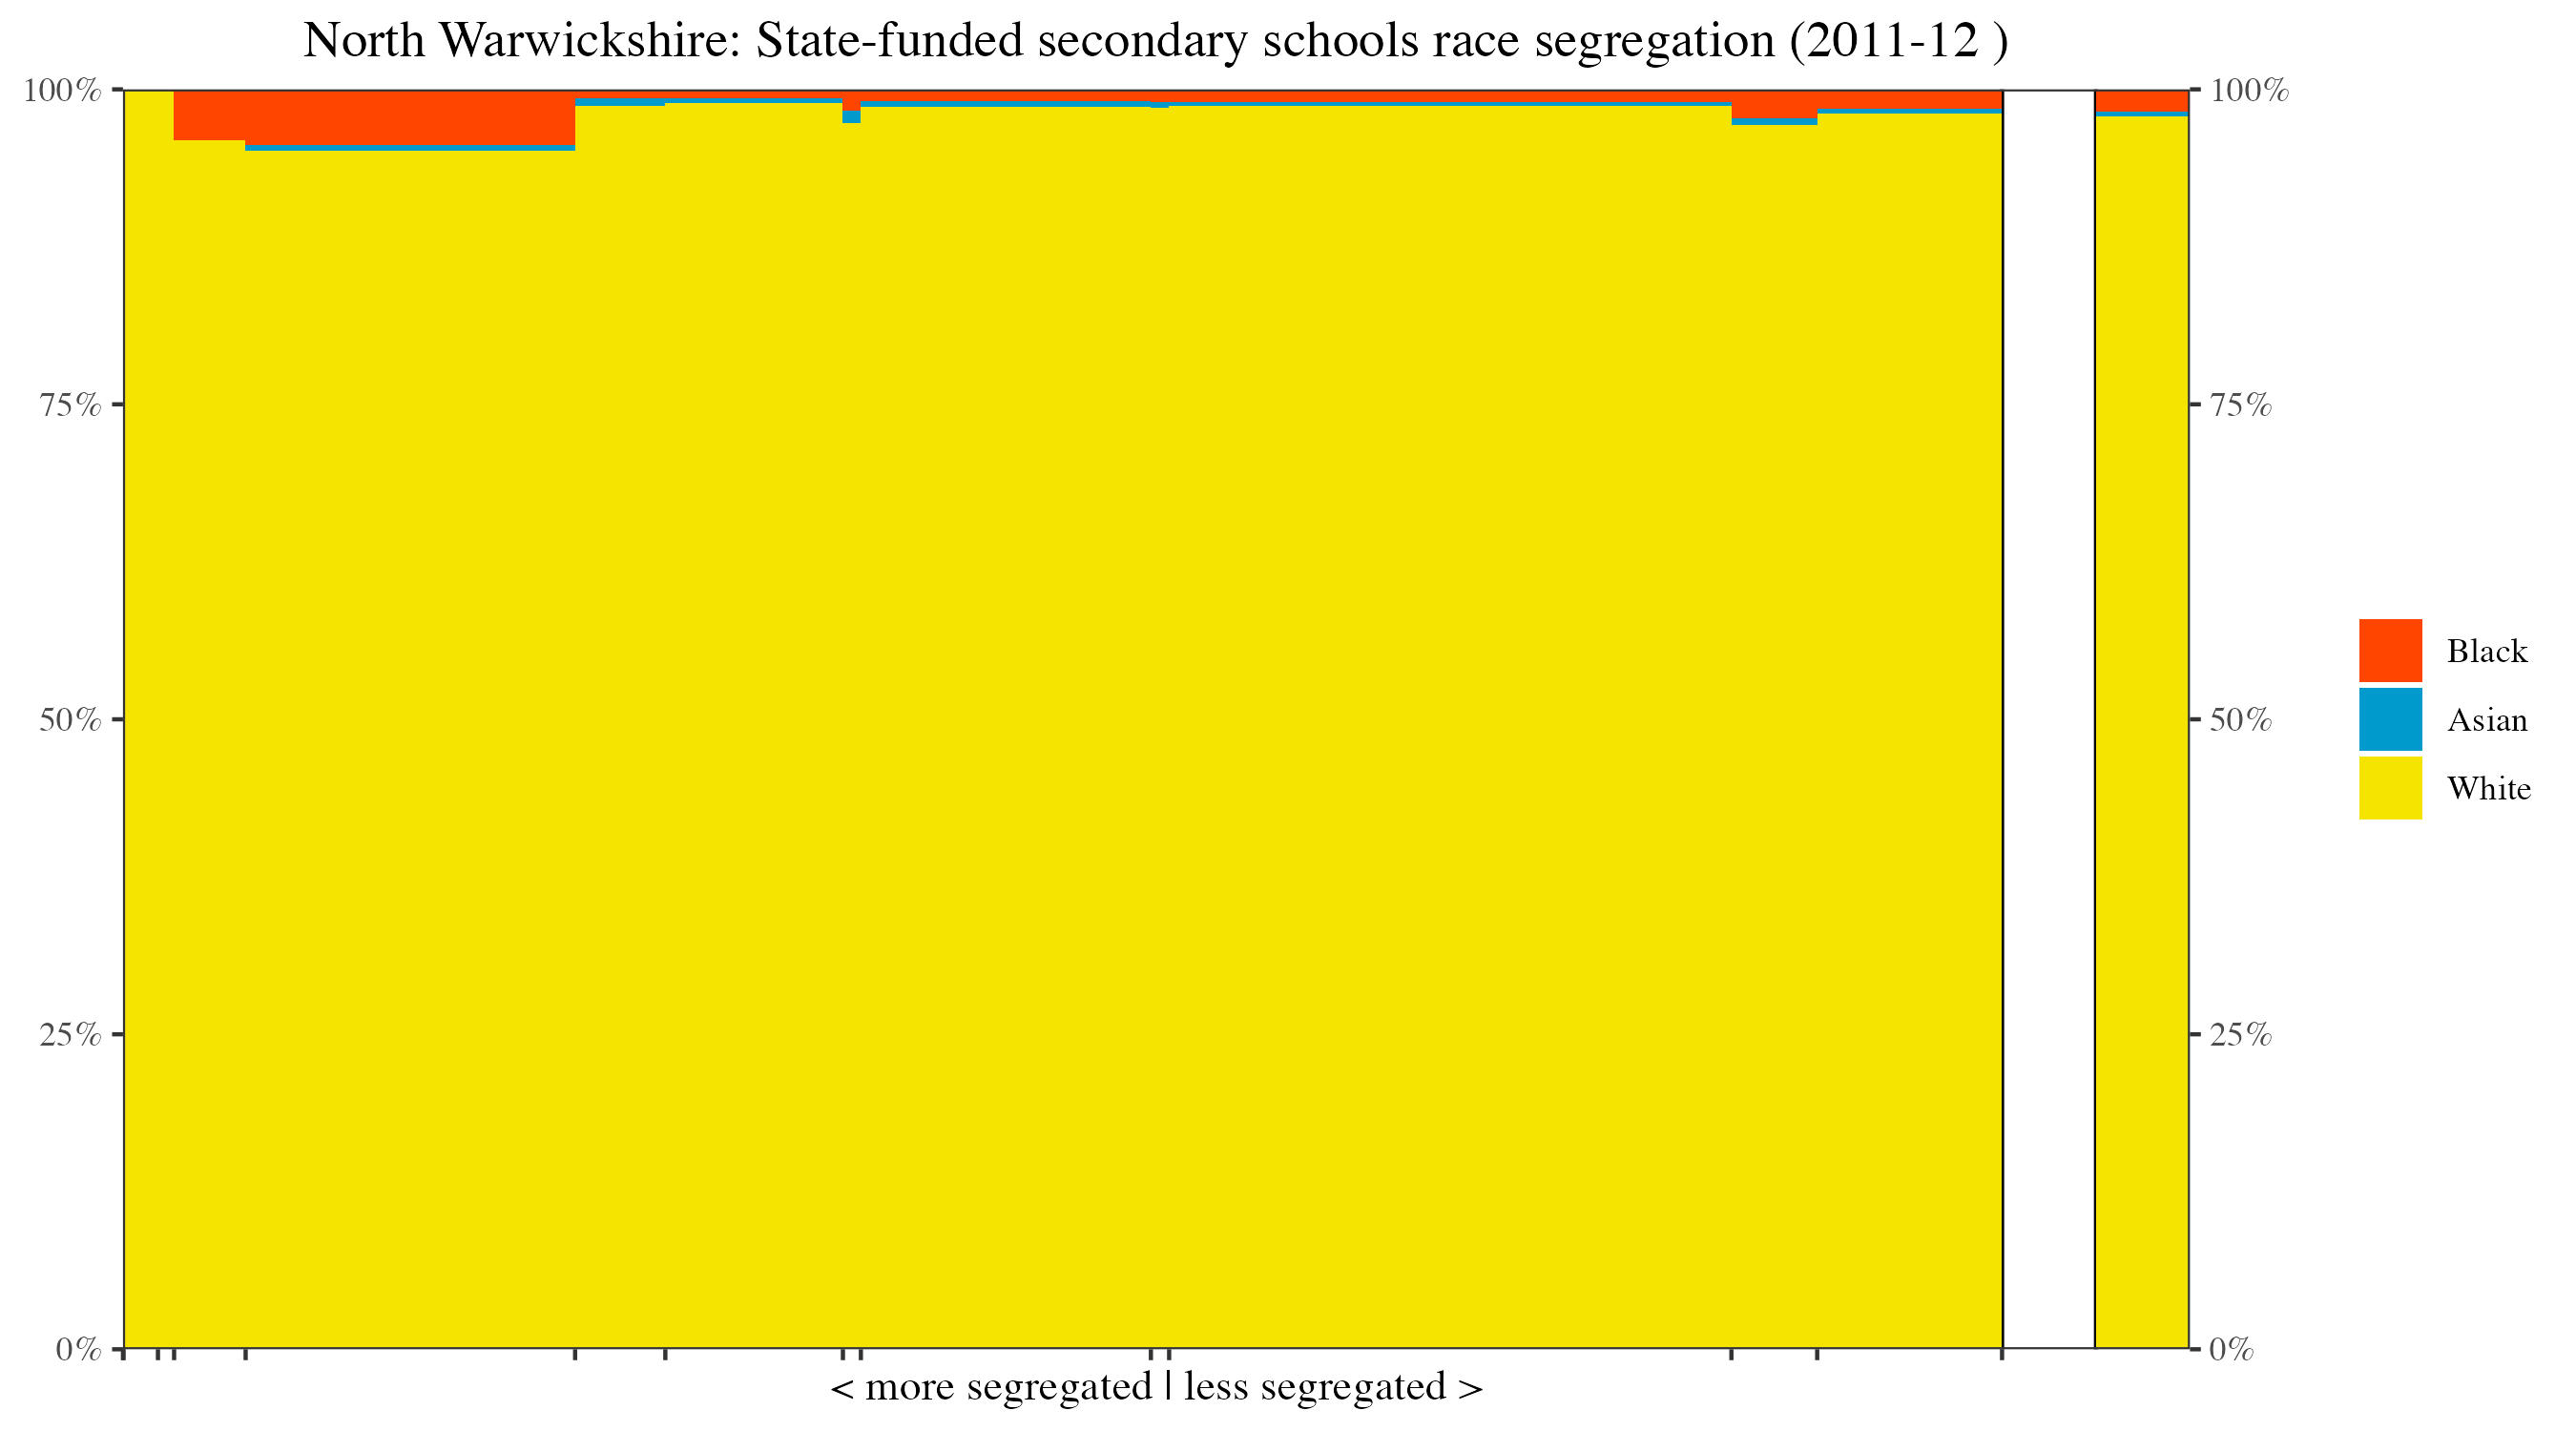 North Warwickshire: State-funded secondary schools race segregation (2011-12 )
100%
100%
75%
75%
Black
50%
Asian
50%
White
25%
25%
0%
0%
< more segregated | less segregated >